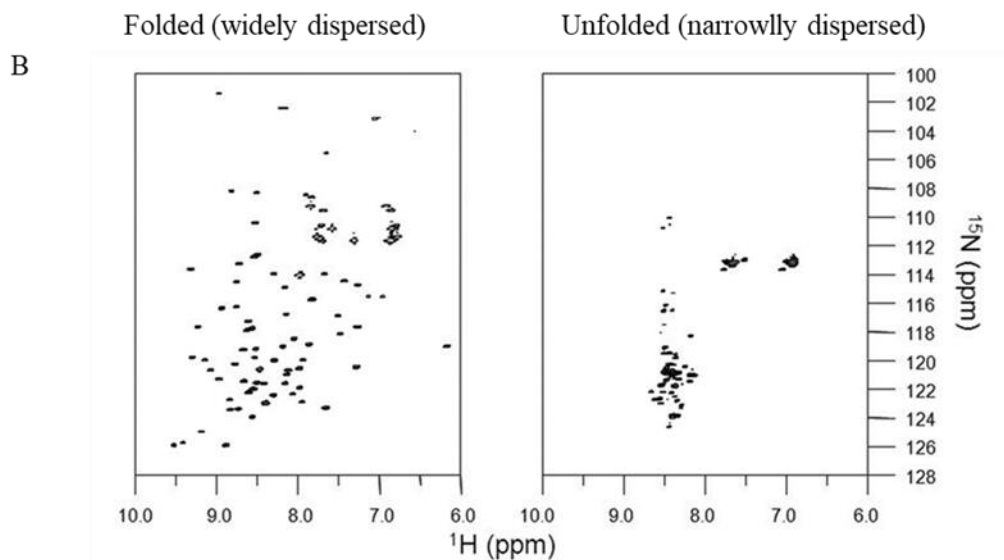 Folded (widely dispersed)
Unfolded (narrowlly dispersed)
B
100
102
104
106
108
110
112
114
116
118
120
122
124
126
128
¹⁵N (ppm)
10.0 9.0 8.0 7.0 6.0
10.0 9.0 8.0 7.0 6.0
¹H (ppm)